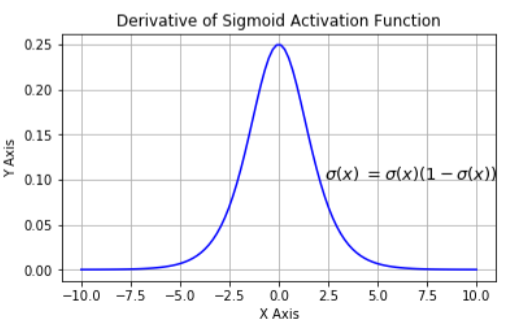 Derivative of Sigmoid Activation Function
0.25
0.20
0.15
0.10
0.05
0.00
Y Axis
σ(x) = σ(x)(1 − σ(x))
−10.0 −7.5 −5.0 −2.5 0.0 2.5 5.0 7.5 10.0
X Axis